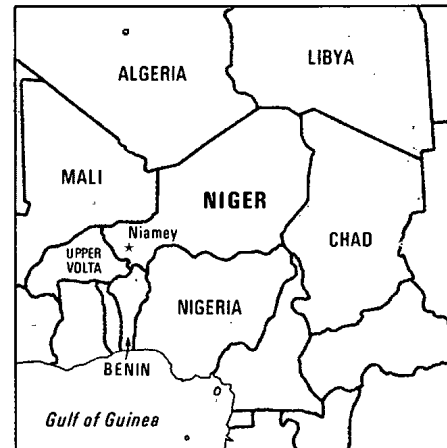 LIBYA
ALGERIA
MALI
NIGER
Niamey
CHAD
UPPER
VOLTA
NIGERIA
BENIN
Gulf of Guinea